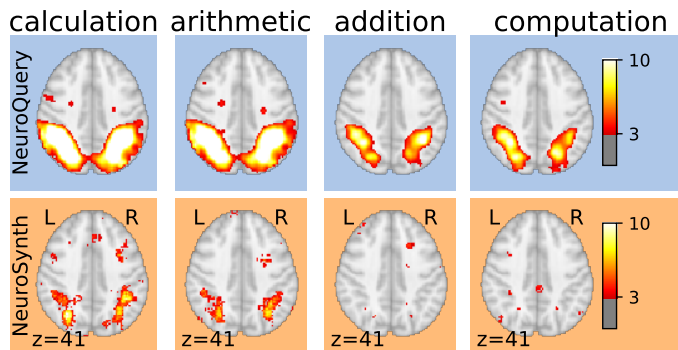 calculation arithmetic addition computation
NeuroQuery
10
3
NeuroSynth
L R L R L R L R
10
3
z=41 z=41 z=41 z=41